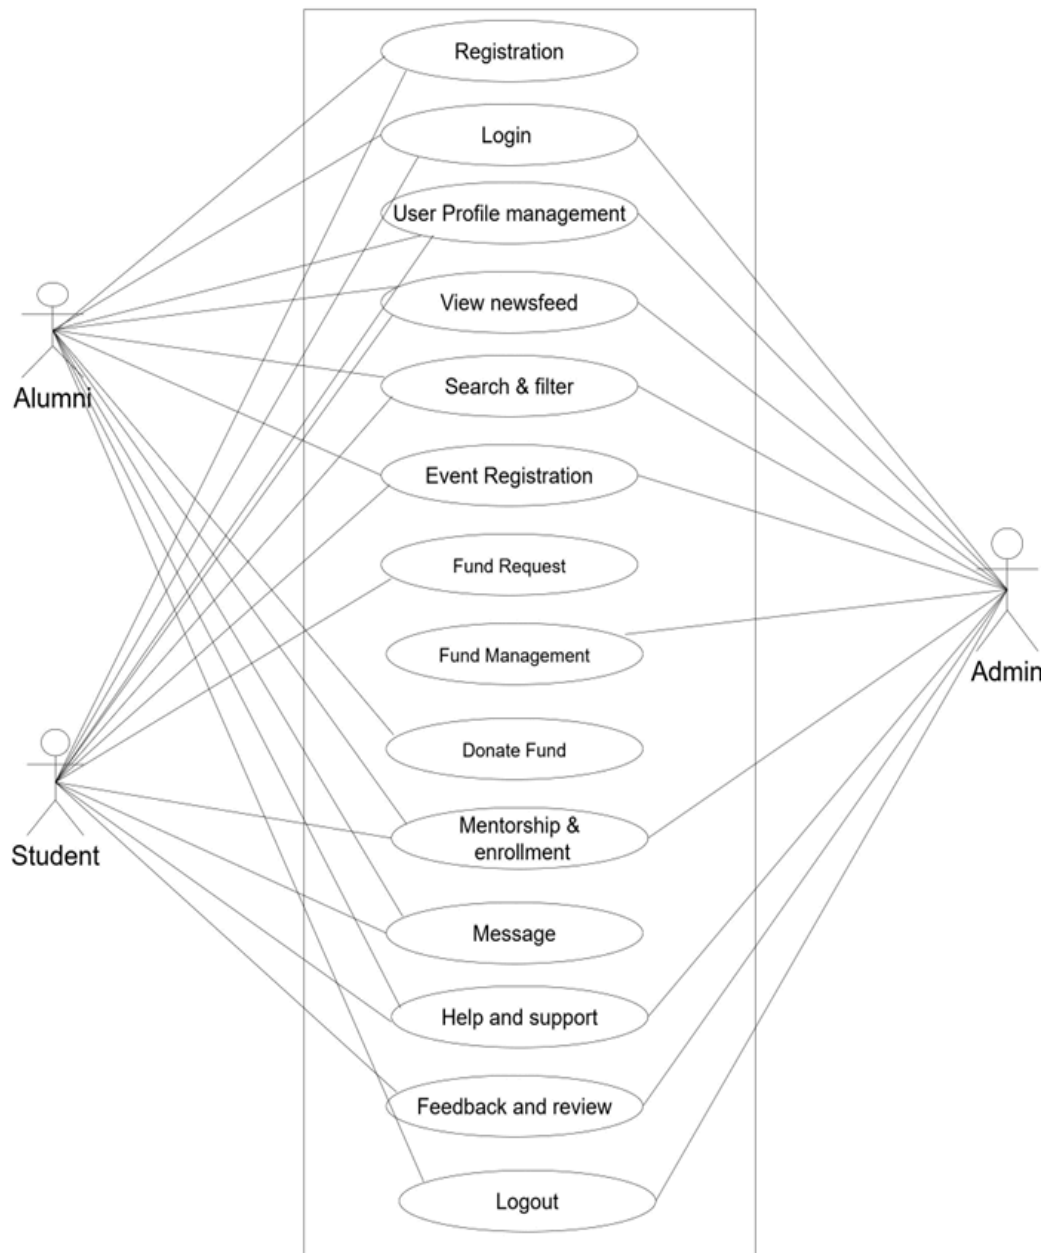 Registration
Login
User Profile management
View newsfeed
Alumni
Search & filter
Event Registration
Fund Request
Fund Management
Admin
Donate Fund
Mentorship &
enrollment
Student
Message
Help and support
Feedback and review
Logout